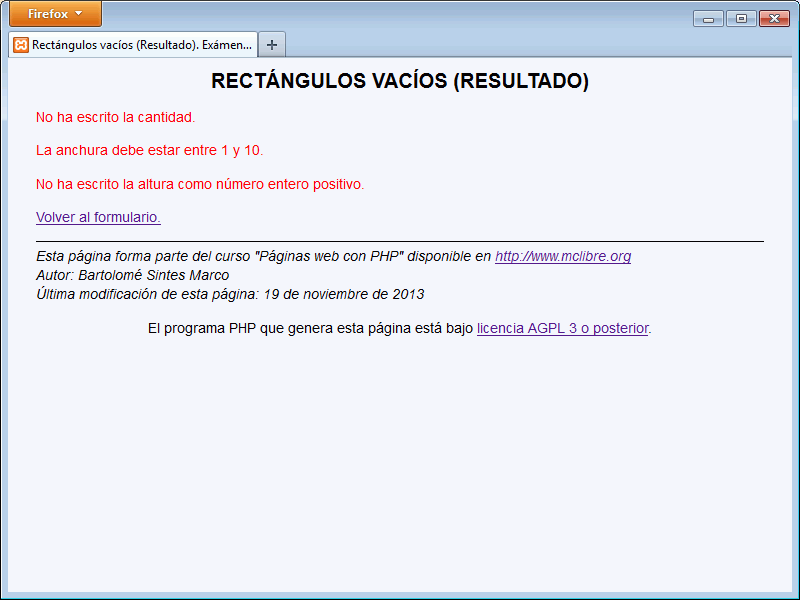 Firefox
Rectángulos vacíos (Resultado). Exámen...
RECTÁNGULOS VACÍOS (RESULTADO)
No ha escrito la cantidad.
La anchura debe estar entre 1 y 10.
No ha escrito la altura como número entero positivo.
Volver al formulario.
Esta página forma parte del curso "Páginas web con PHP" disponible en http://www.mclibre.org
Autor: Bartolomé Sintes Marco
Última modificación de esta página: 19 de noviembre de 2013
El programa PHP que genera esta página está bajo licencia AGPL 3 o posterior.